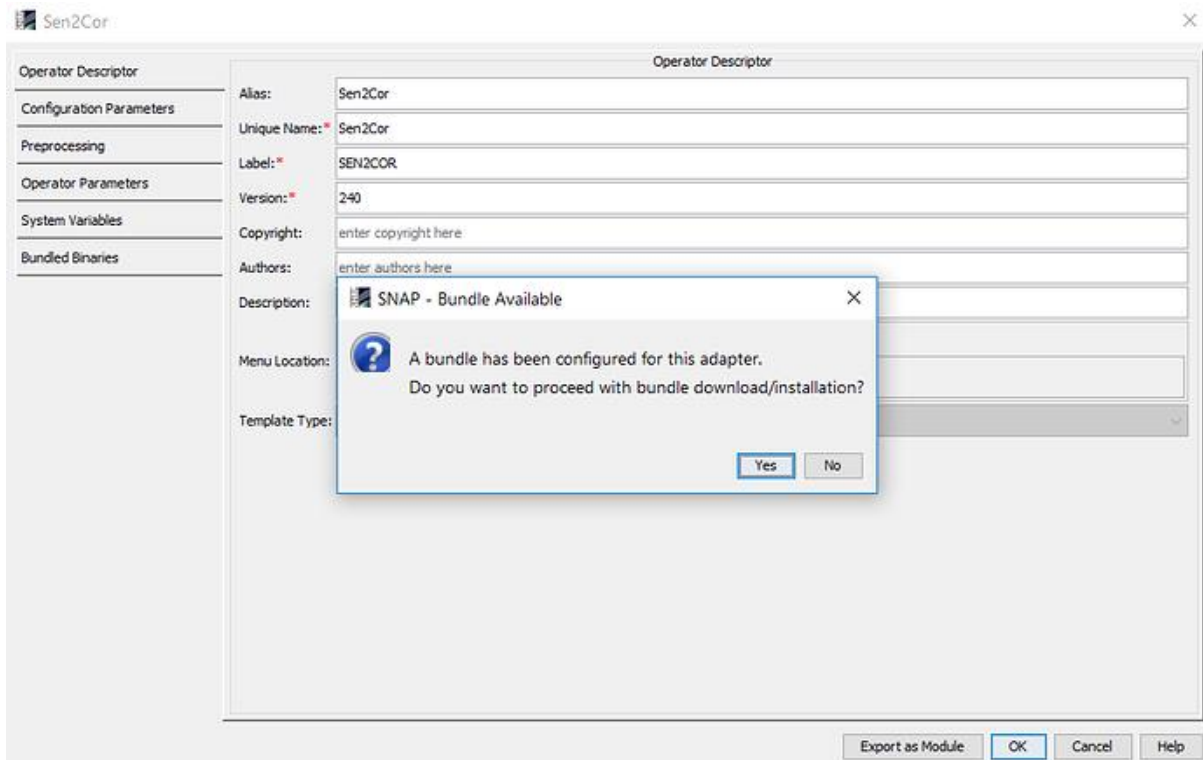 Sen2Cor
Operator Descriptor
Configuration Parameters
Preprocessing
Operator Parameters
System Variables
Bundled Binaries
Operator Descriptor
Alias: Sen2Cor
Unique Name:* Sen2Cor
Label:* SEN2COR
Version:* 240
Copyright: enter copyright here
Authors: enter authors here
Description:
Menu Location:
Template Type:
SNAP - Bundle Available
A bundle has been configured for this adapter.
Do you want to proceed with bundle download/installation?
Yes No
Export as Module OK Cancel Help